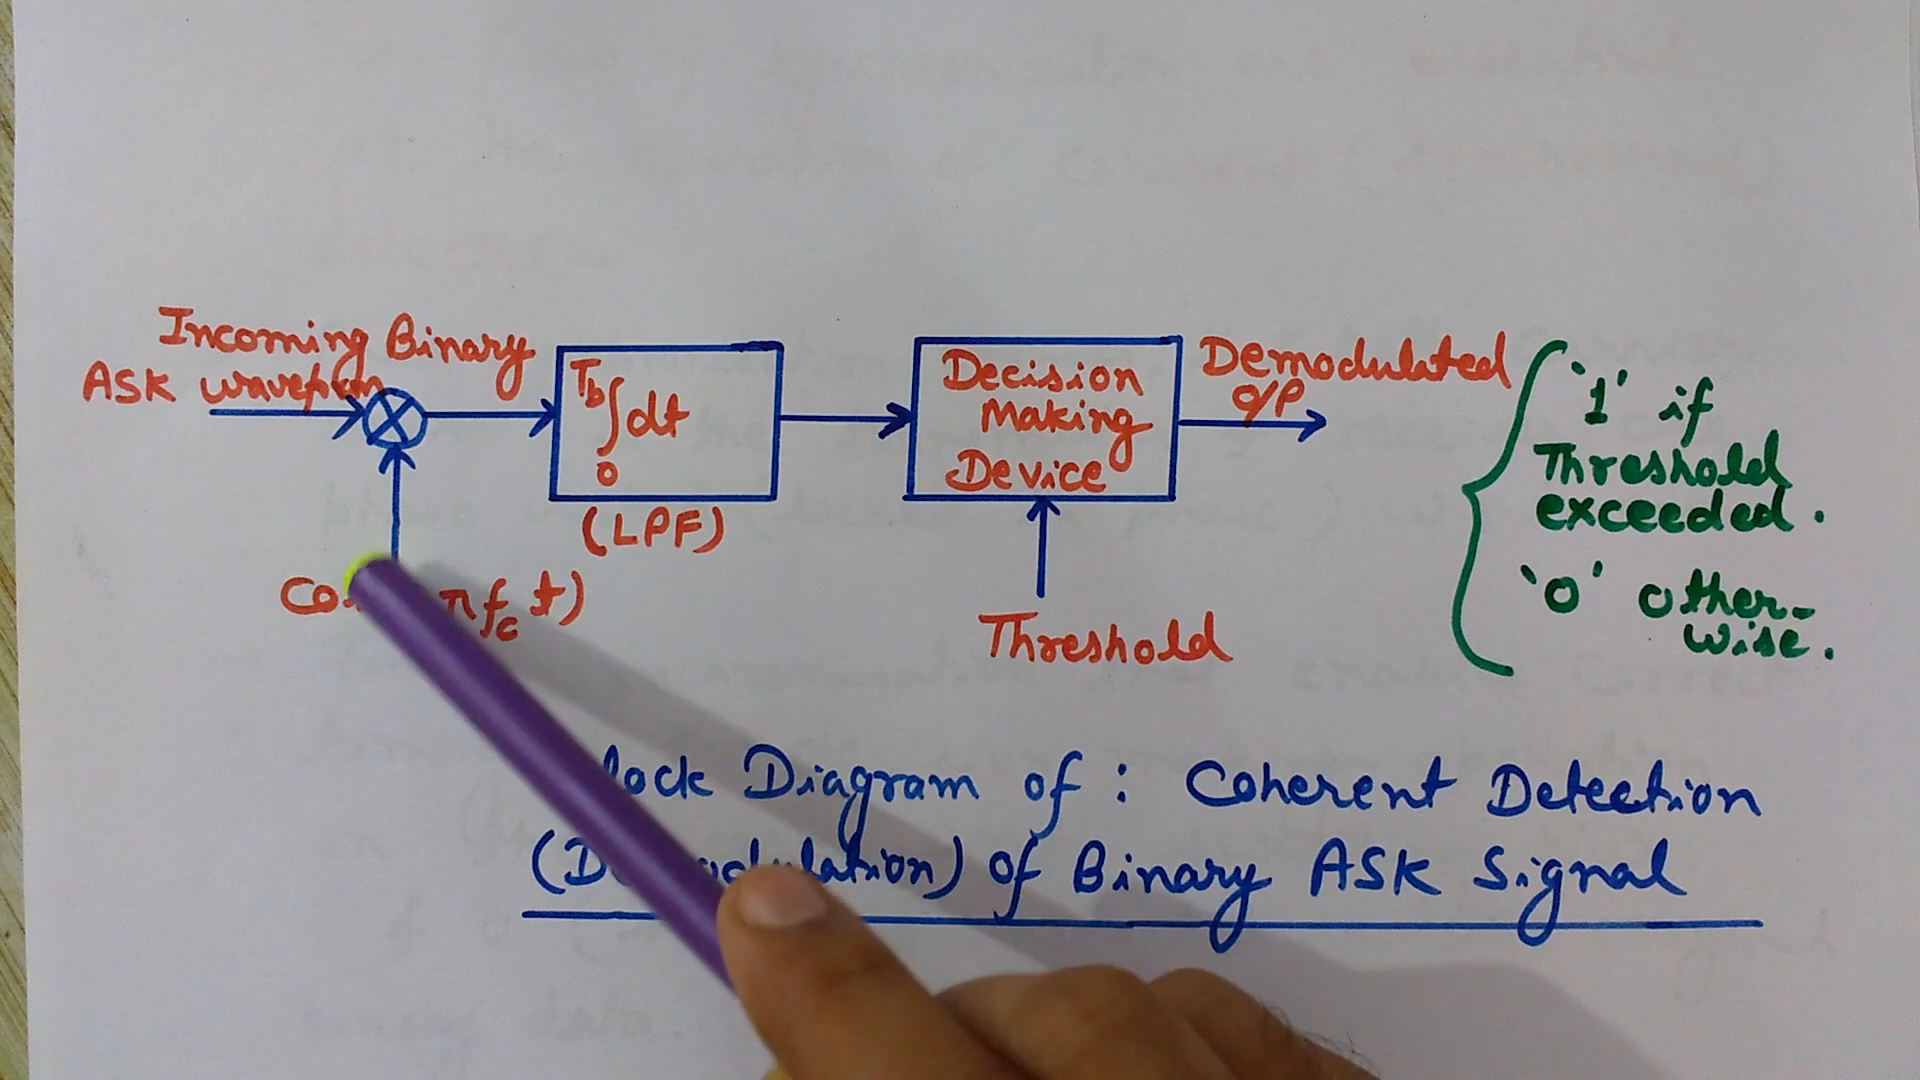 Incoming Binary
ASK waveform
Tb∫dt
0
(LPF)
Decision
Making
Device
Demodulated
O/P
'1' if
Threshold
exceeded.
'0' other-
wise.
πfct)
Threshold
Diagram of : Coherent Detection
of Binary ASK Signal